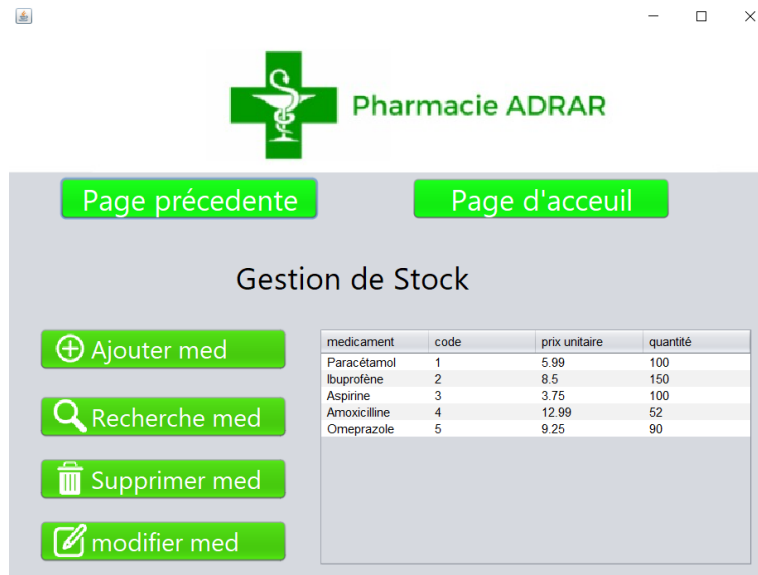 Pharmacie ADRAR
Page précedente Page d'acceuil
Gestion de Stock
Ajouter med
Recherche med
Supprimer med
modifier med
medicament code prix unitaire quantité
Paracétamol 1 5.99 100
Ibuprofène 2 8.5 150
Aspirine 3 3.75 100
Amoxicilline 4 12.99 52
Omeprazole 5 9.25 90